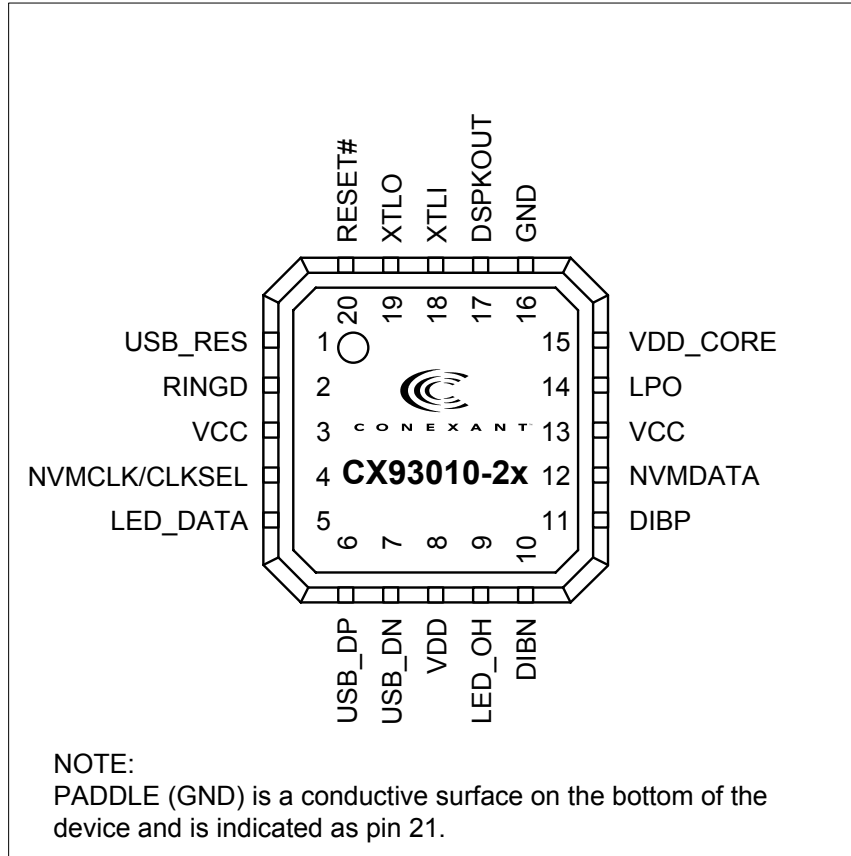 RESET#
XTLO
XTLI
DSPKOUT
GND
20
19
18
17
16
USB_RES 1
RINGD 2
VCC 3
NVMCLK/CLKSEL 4
LED_DATA 5
15 VDD_CORE
14 LPO
13 VCC
12 NVMDATA
11 DIBP
CONEXANT
CX93010-2x
6
7
8
9
10
USB_DP
USB_DN
VDD
LED_OH
DIBN
NOTE:
PADDLE (GND) is a conductive surface on the bottom of the
device and is indicated as pin 21.